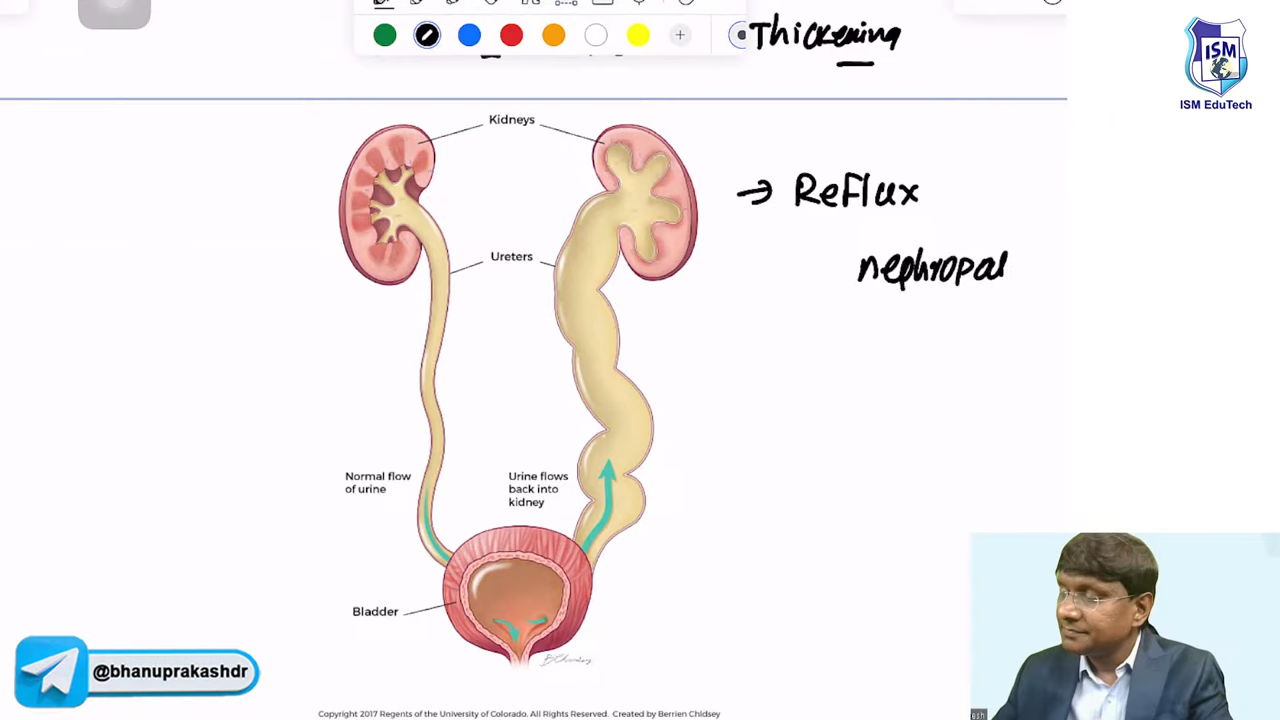 Thickening
ISM
ISM EduTech
Kidneys
→ Reflux
nephropat
Ureters
Normal flow
of urine
Urine flows
back into
kidney
Bladder
@bhanuprakashdr
Copyright 2017 Regents of the University of Colorado. All Rights Reserved. Created by Berrien Chidsey